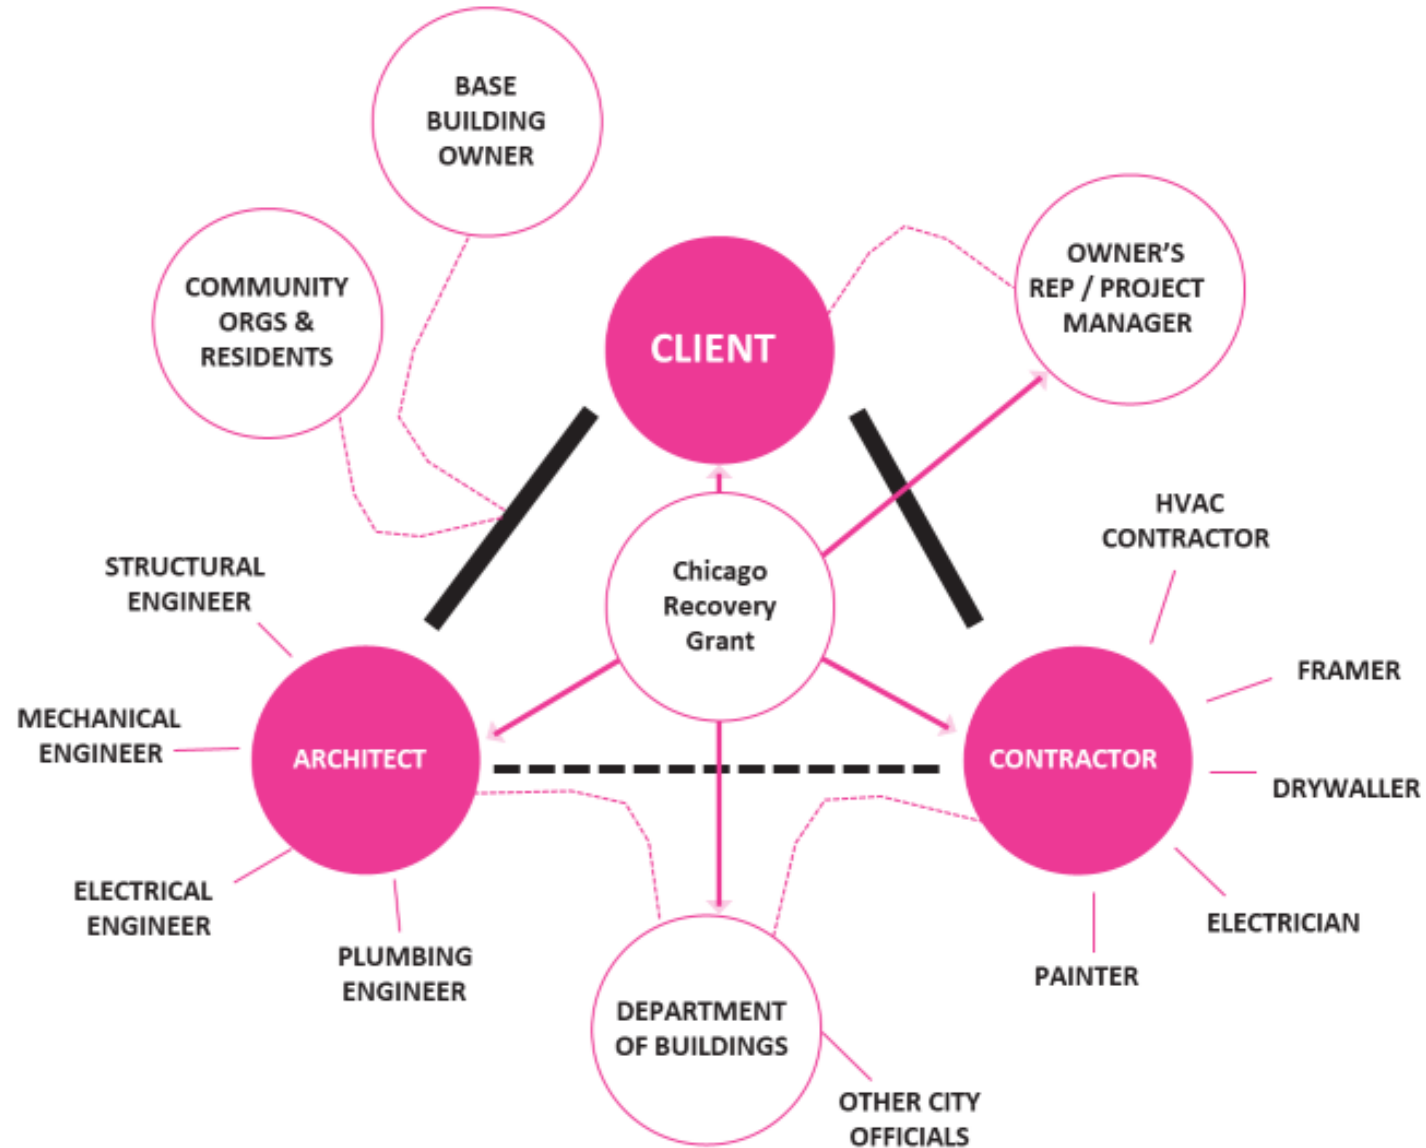 BASE
BUILDING
OWNER
COMMUNITY
ORGS &
RESIDENTS
CLIENT
OWNER'S
REP / PROJECT
MANAGER
Chicago
Recovery
Grant
HVAC
CONTRACTOR
STRUCTURAL
ENGINEER
FRAMER
MECHANICAL
ENGINEER
ARCHITECT
CONTRACTOR
DRYWALLER
ELECTRICAL
ENGINEER
ELECTRICIAN
PLUMBING
ENGINEER
PAINTER
DEPARTMENT
OF BUILDINGS
OTHER CITY
OFFICIALS